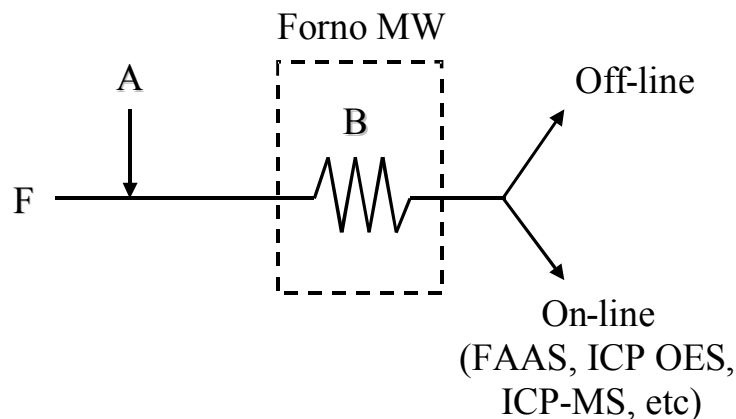 Forno MW
A
B
Off-line
F
On-line
(FAAS, ICP OES,
ICP-MS, etc)